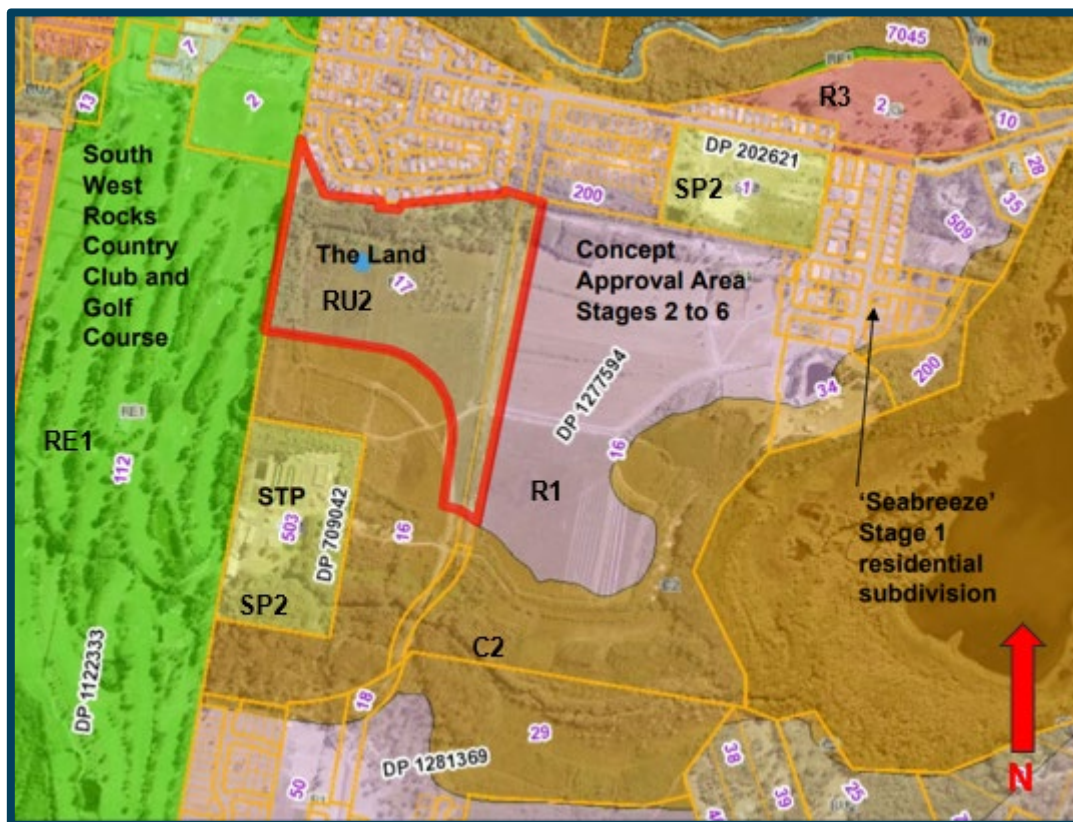 7045
RE1
R3
7
2
2
10
13
DP 202621
28
South
West
Rocks
Country
Club and
Golf
Course
SP2
1
200
35
509
The Land
17
RU2
Concept
Approval Area
Stages 2 to 6
DP 1277594
34
200
RE1
RE1
112
16
R1
STP
503
DP 709042
16
SP2
'Seabreeze'
Stage 1
residential
subdivision
C2
DP 1122333
18
29
DP 1281369
50
38
39
25
N